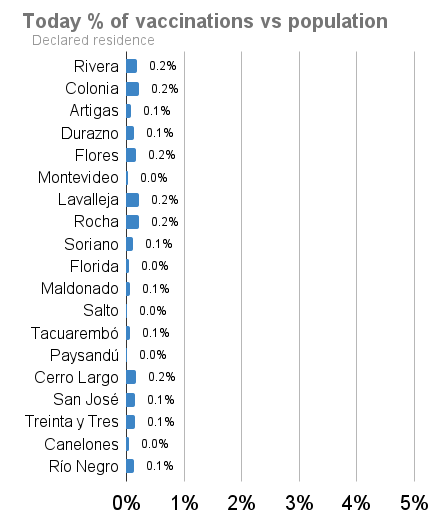 Today % of vaccinations vs population
Declared residence
Rivera 0.2%
Colonia 0.2%
Artigas 0.1%
Durazno 0.1%
Flores 0.2%
Montevideo 0.0%
Lavalleja 0.2%
Rocha 0.2%
Soriano 0.1%
Florida 0.0%
Maldonado 0.1%
Salto 0.0%
Tacuarembó 0.1%
Paysandú 0.0%
Cerro Largo 0.2%
San José 0.1%
Treinta y Tres 0.1%
Canelones 0.0%
Río Negro 0.1%
0% 1% 2% 3% 4% 5%